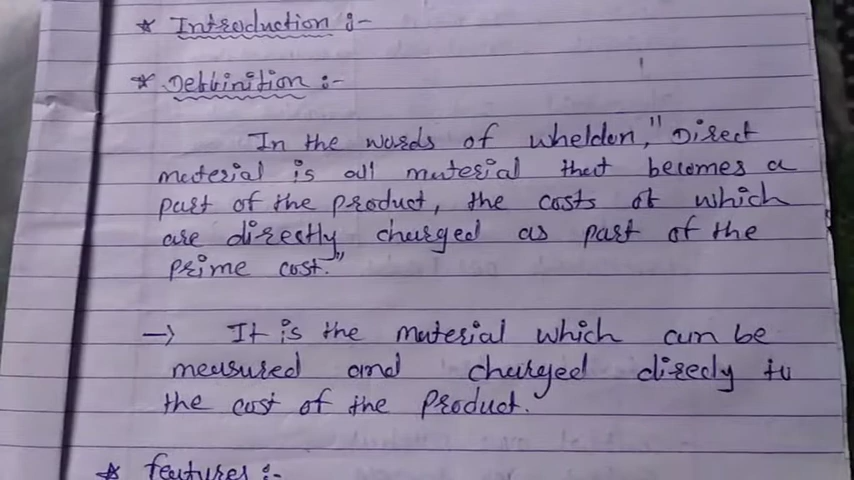 * Introduction :-
* Deffinition :-
In the words of whelden, "Direct
material is all material that becomes a
part of the product, the costs of which
are directly charged as part of the
prime cost."
→ It is the material which can be
measured and charged direcly to
the cost of the product.
* features :-